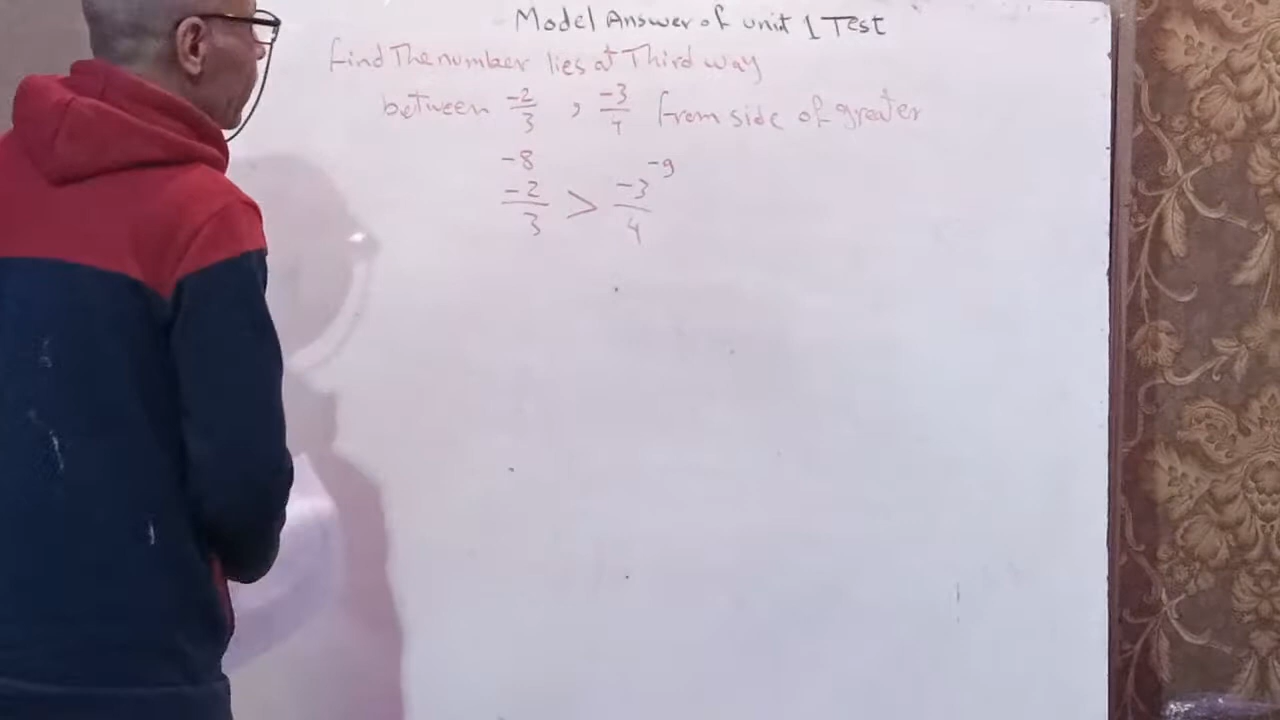 Model Answer of unit 1 Test
Find The number lies at Third way
between -2/3 , -3/4 from side of greater
-8 -9
-2/3 > -3/4